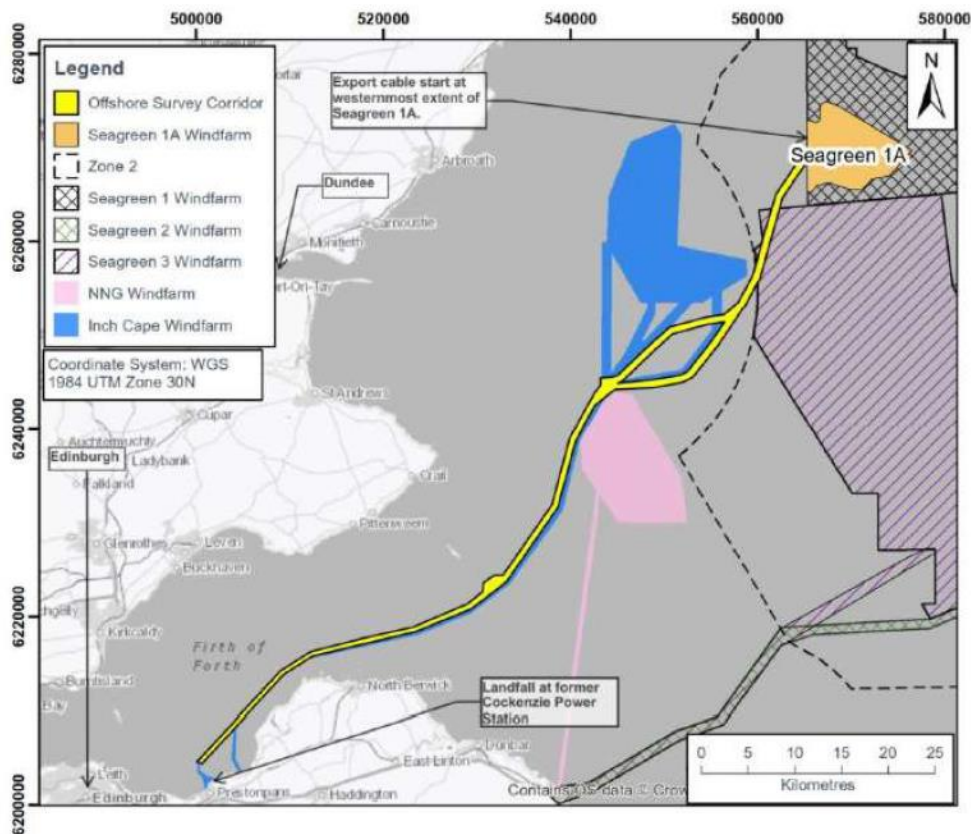 500000 520000 540000 560000 580000
6280000
6260000
6240000
6220000
6200000
Legend
Offshore Survey Corridor
Seagreen 1A Windfarm
Zone 2
Seagreen 1 Windfarm
Seagreen 2 Windfarm
Seagreen 3 Windfarm
NNG Windfarm
Inch Cape Windfarm
Coordinate System: WGS
1984 UTM Zone 30N
Export cable start at
westernmost extent of
Seagreen 1A.
N
Seagreen 1A
Arbroath
Dundee
Carnoustie
Monifieth
St Andrews
Cupar
Auchtermuchty
Edinburgh
Ladybank
Falkland
Crail
Pittenweem
Glenrothes
Leven
Buckhaven
Kirkcaldy
Firth of
Forth
Burntisland
North Berwick
Landfall at former
Cockenzie Power
Station
Dunbar
East Linton
Leith
Edinburgh
Prestonpans
Haddington
Contains OS data © Crow
0 5 10 15 20 25
Kilometres